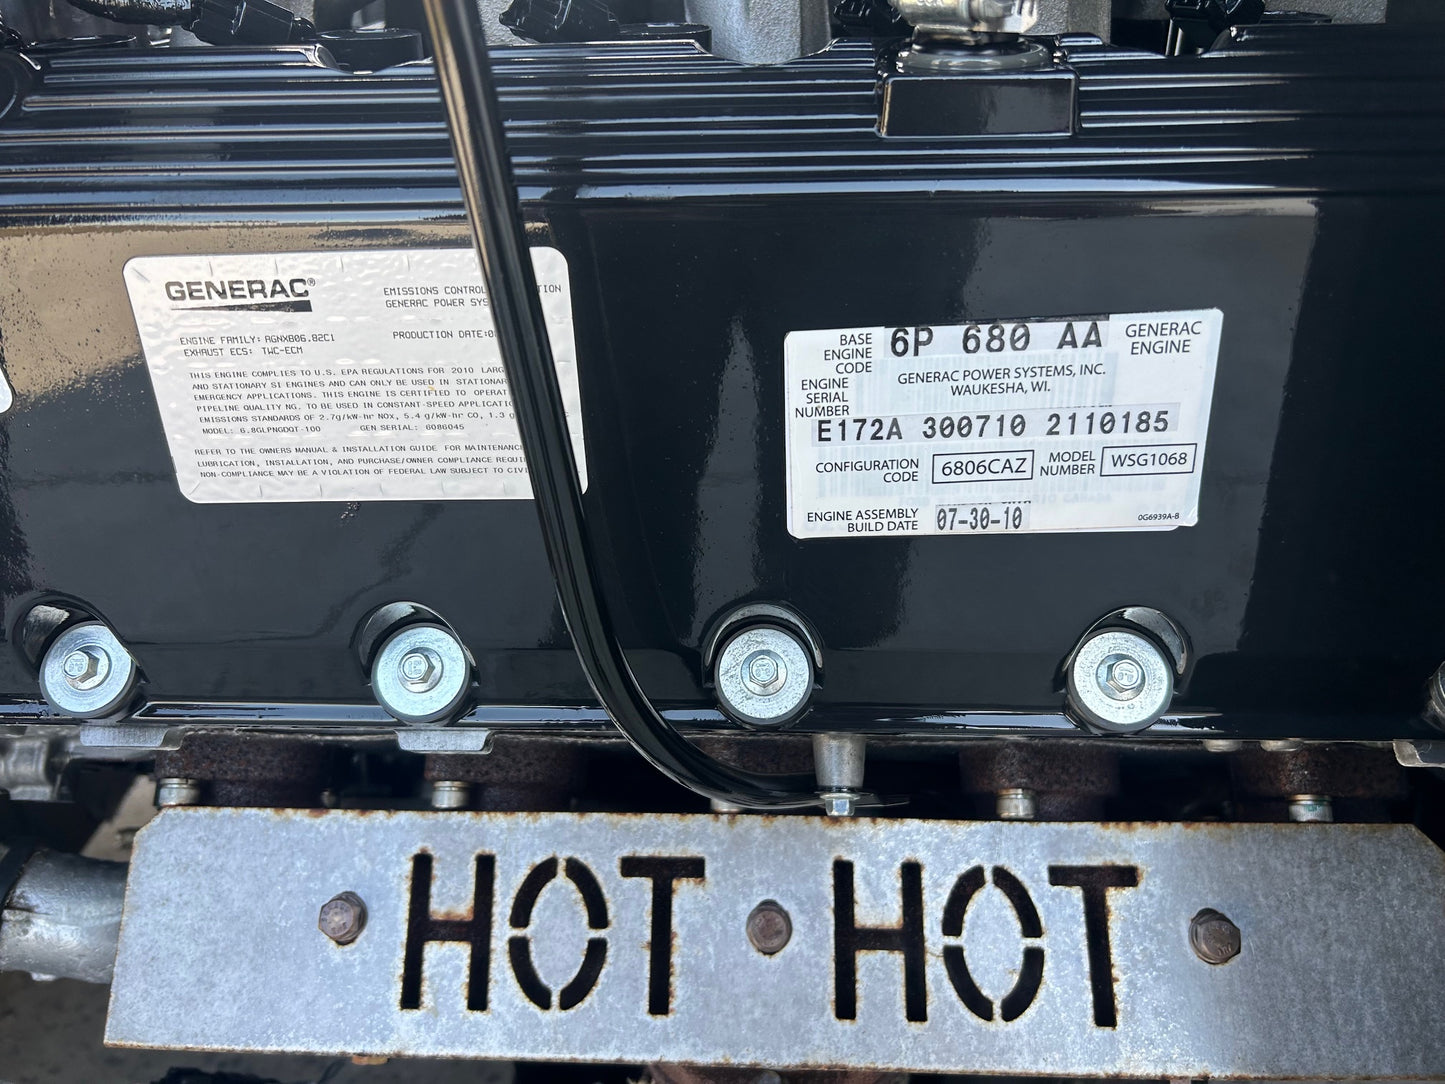 GENERAC®
EMISSIONS CONTROL
GENERAC POWER
ENGINE FAMILY: AGNXB06.82C1
PRODUCTION DATE:
EXHAUST ECS: TWC-ECM
THIS ENGINE COMPLIES TO U.S. EPA REGULATIONS FOR 2010
AND STATIONARY SI ENGINES AND CAN ONLY BE USED IN
EMERGENCY APPLICATIONS. THIS ENGINE IS CERTIFIED TO
PIPELINE QUALITY NG. TO BE USED IN CONSTANT-SPEED
EMISSIONS STANDARDS OF 2.7g/kW-hr NOx, 5.4 g/kW-hr CO, 1.3
MODEL: 6.8GLPNGDQT-100 GEN SERIAL: 6086045
REFER TO THE OWNERS MANUAL & INSTALLATION GUIDE FOR
LUBRICATION, INSTALLATION, AND PURCHASE/OWNER COMPLIANCE
NON-COMPLIANCE MAY BE A VIOLATION OF FEDERAL LAW SUBJECT TO
BASE ENGINE CODE 6P 680 AA
GENERAC
ENGINE
GENERAC POWER SYSTEMS, INC.
WAUKESHA, WI.
ENGINE
SERIAL
NUMBER
E172A 300710 2110185
CONFIGURATION CODE 6806CAZ MODEL NUMBER WSG1068
ENGINE ASSEMBLY
BUILD DATE 07-30-10
0G6939A-B
HOT • HOT